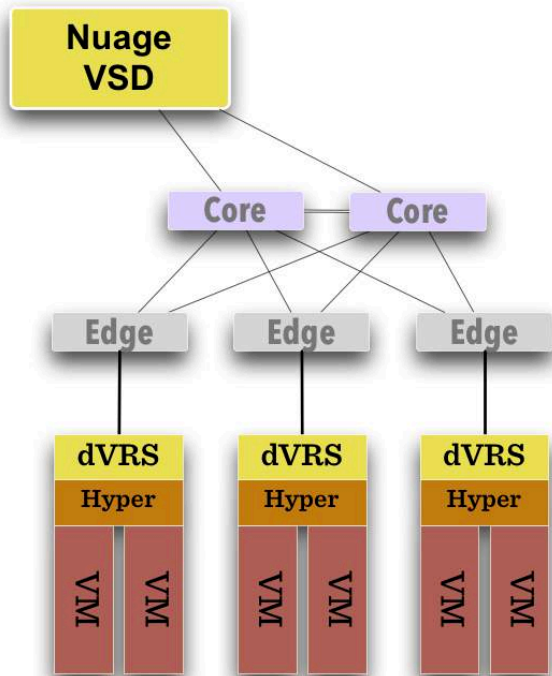 Nuage
VSD
Core
Core
Edge
Edge
Edge
dVRS
dVRS
dVRS
Hyper
Hyper
Hyper
VM
VM
VM
VM
VM
VM